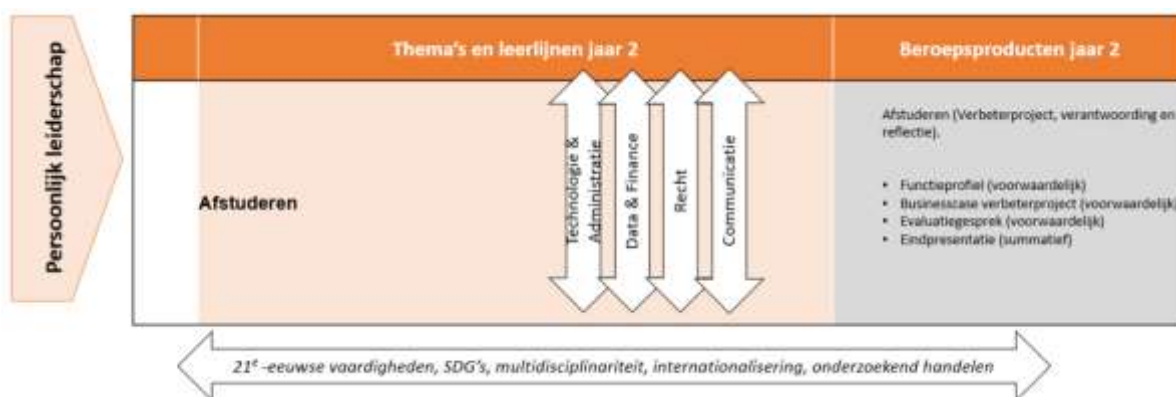 Persoonlijk leiderschap
Thema's en leerlijnen jaar 2
Beroepsproducten jaar 2
Afstuderen
Technologie &
Administratie
Data & Finance
Recht
Communicatie
Afstuderen (Verbeterproject, verantwoording en
reflectie).
• Functieprofiel (voorwaardelijk)
• Businesscase verbeterproject (voorwaardelijk)
• Evaluatiegesprek (voorwaardelijk)
• Eindpresentatie (summatief)
21ᵉ -eeuwse vaardigheden, SDG's, multidisciplinariteit, internationalisering, onderzoekend handelen